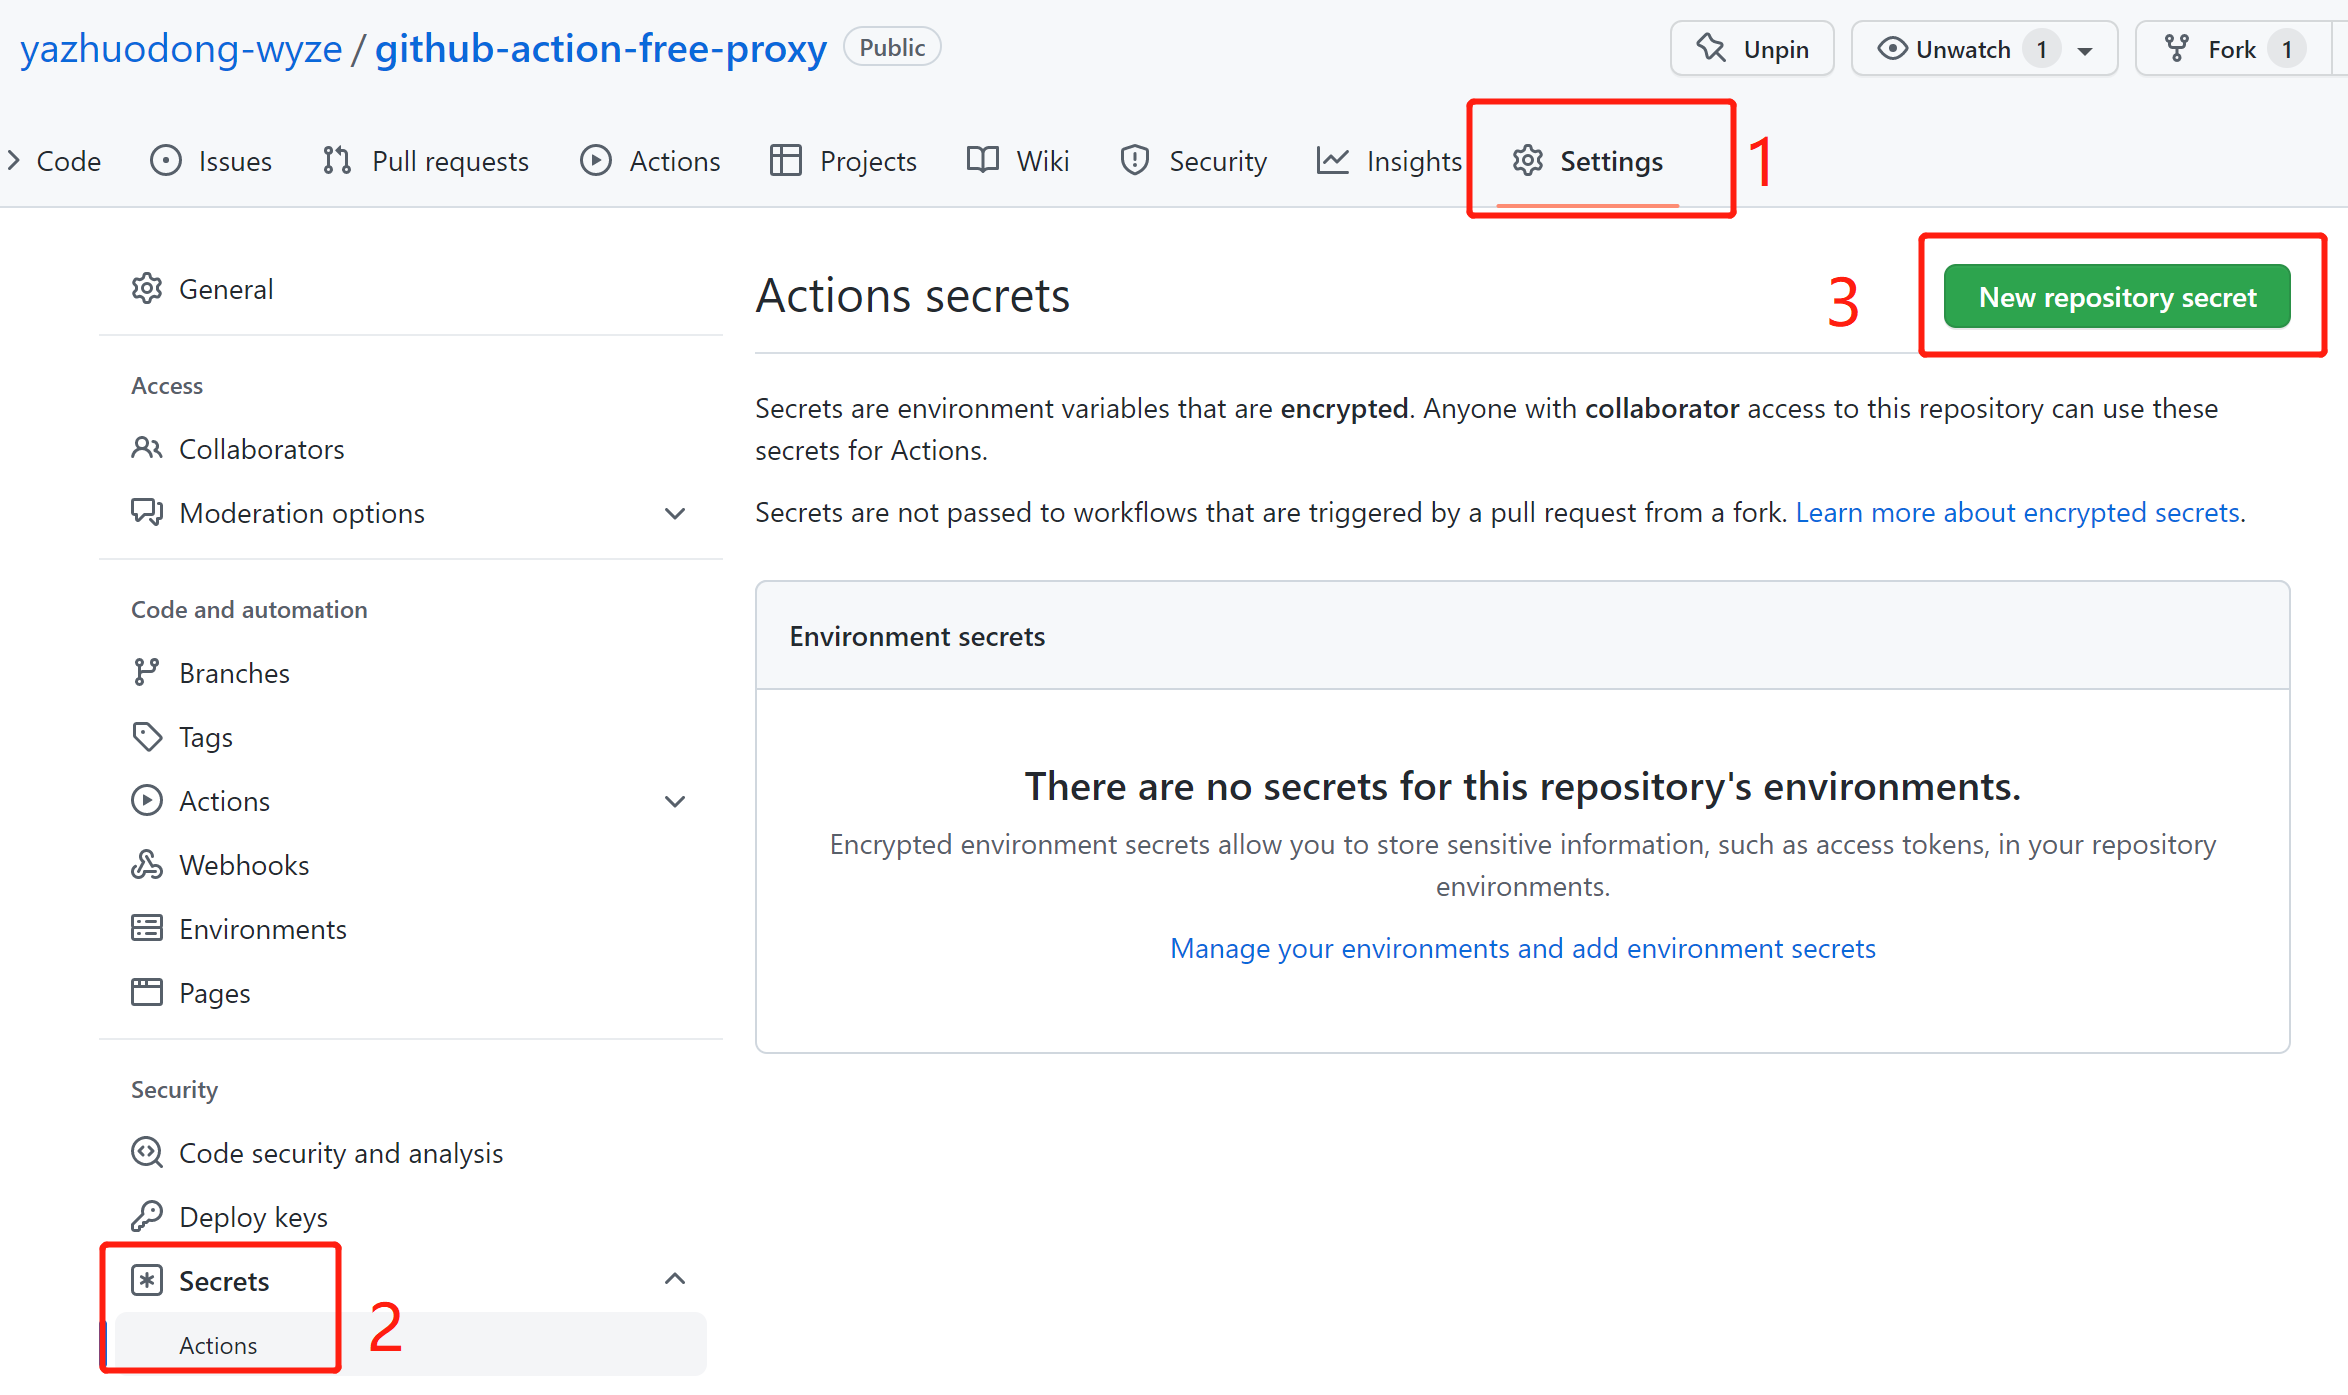 yazhuodong-wyze / github-action-free-proxy Public Unpin Unwatch 1 Fork 1
Code Issues Pull requests Actions Projects Wiki Security Insights Settings 1
General
Access
Collaborators
Moderation options
Code and automation
Branches
Tags
Actions
Webhooks
Environments
Pages
Security
Code security and analysis
Deploy keys
Secrets
Actions
2
Actions secrets
3
New repository secret
Secrets are environment variables that are encrypted. Anyone with collaborator access to this repository can use these
secrets for Actions.
Secrets are not passed to workflows that are triggered by a pull request from a fork. Learn more about encrypted secrets.
Environment secrets
There are no secrets for this repository's environments.
Encrypted environment secrets allow you to store sensitive information, such as access tokens, in your repository
environments.
Manage your environments and add environment secrets